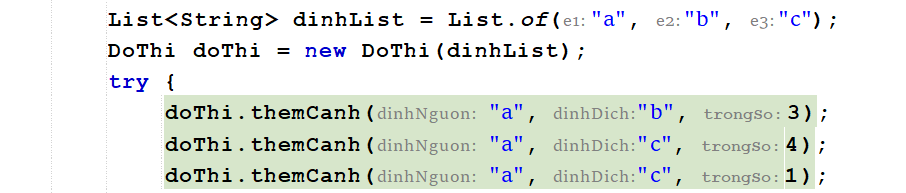 List<String> dinhList = List.of(e1: "a", e2: "b", e3: "c");
DoThi doThi = new DoThi(dinhList);
try {
doThi.themCanh(dinhNguon: "a", dinhDich: "b", trongSo: 3);
doThi.themCanh(dinhNguon: "a", dinhDich: "c", trongSo: 4);
doThi.themCanh(dinhNguon: "a", dinhDich: "c", trongSo: 1);